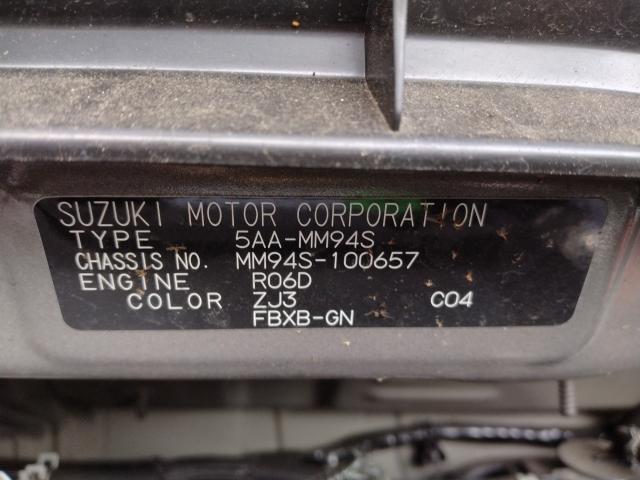 SUZUKI MOTOR CORPORATION
TYPE 5AA-MM94S
CHASSIS NO. MM94S-100657
ENGINE R06D
COLOR ZJ3 C04
FBXB-GN